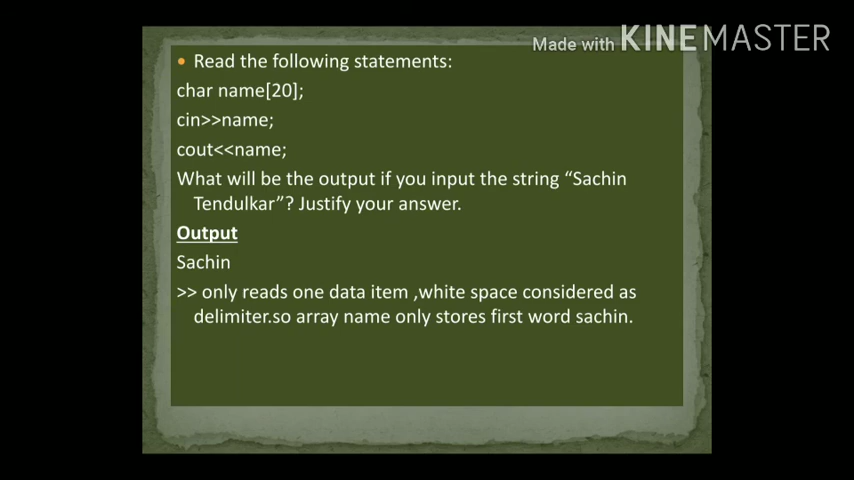 Made with KINEMASTER
• Read the following statements:
char name[20];
cin>>name;
cout<<name;
What will be the output if you input the string “Sachin
Tendulkar”? Justify your answer.
Output
Sachin
>> only reads one data item ,white space considered as
delimiter.so array name only stores first word sachin.